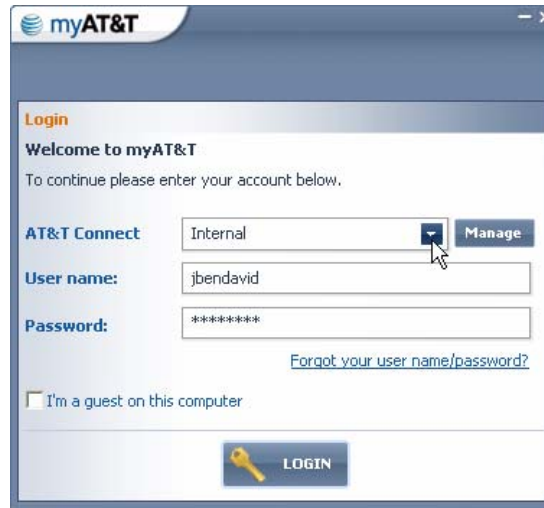 myAT&T
Login
Welcome to myAT&T
To continue please enter your account below.
AT&T Connect Internal Manage
User name: jbendavid
Password: ********
Forgot your user name/password?
I'm a guest on this computer
LOGIN